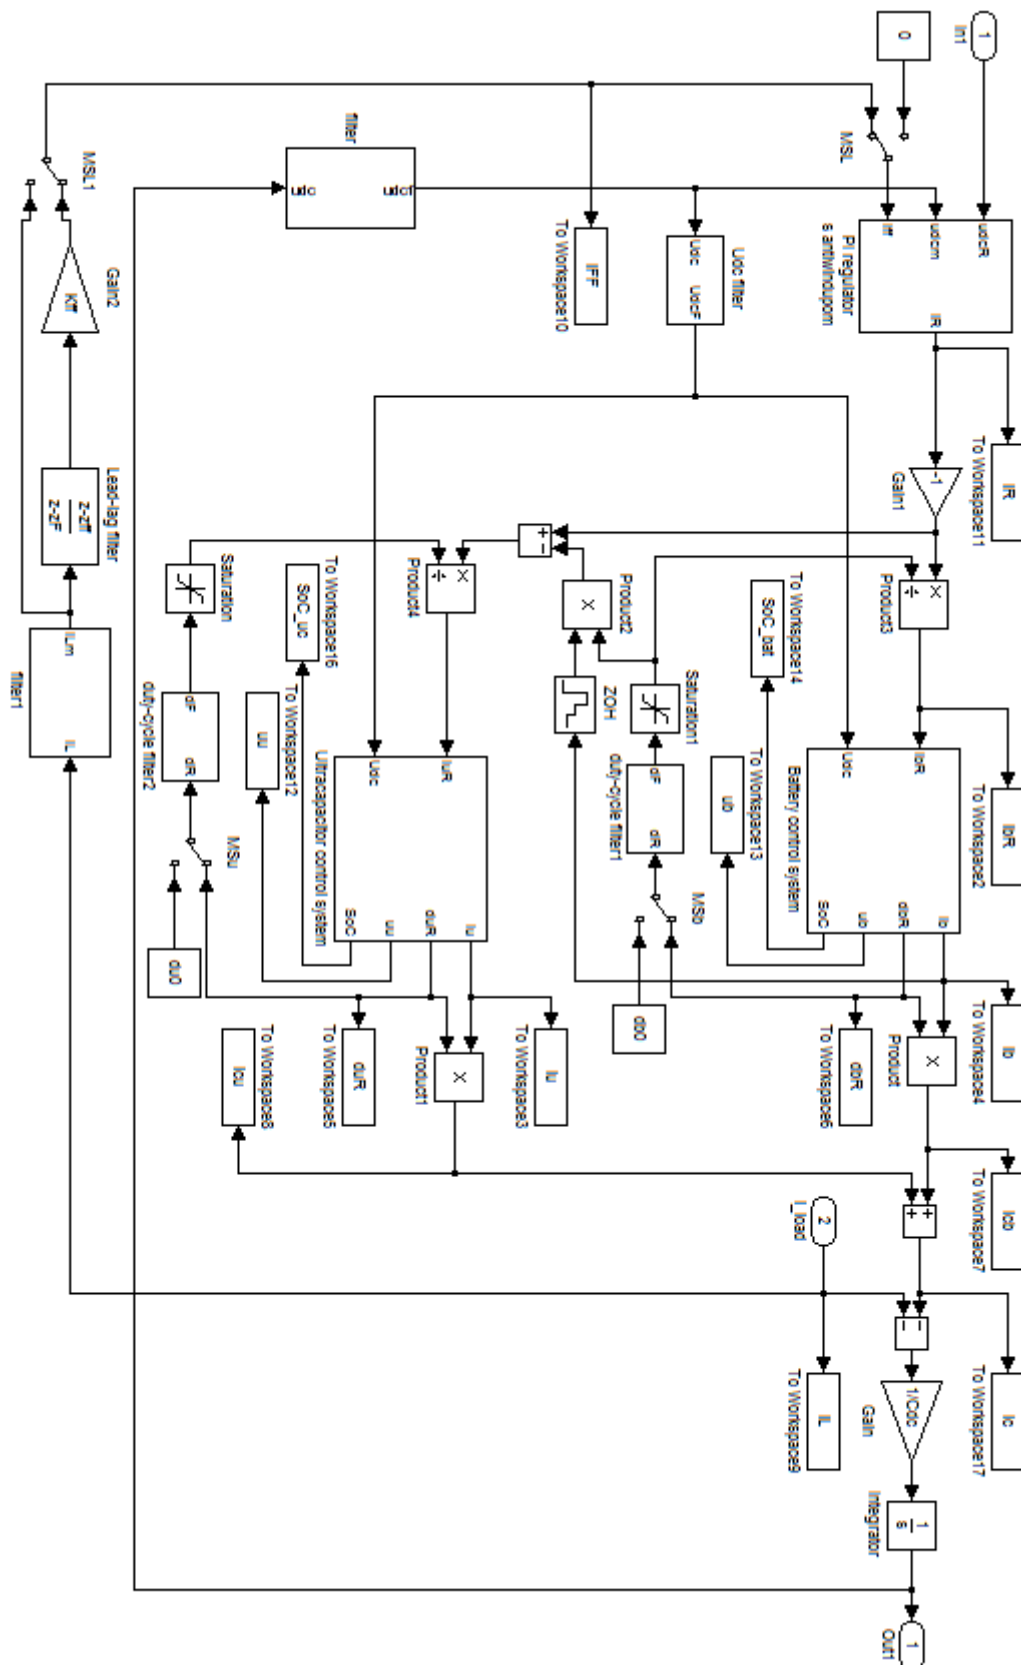 1
In1
0
MSL
udcR
udcm
Iff
IR
PI regulator
s antiwindupom
IR
To Workspace11
-1
Gain1
×
÷
Product3
IbR
To Workspace2
IbR
Udc
Ib
dbR
ub
SoC
Battery control system
Ib
To Workspace4
×
Product
dbR
To Workspace6
Icb
To Workspace7
+
+
Ic
To Workspace17
-
-
1/Cdc
Gain
1
s
Integrator
1
Out1
Udc
UdcF
Udc filter
SoC_bat
To Workspace14
ub
To Workspace13
Saturation1
dF
dR
duty-cycle filter1
MSb
db0
2
I_load
IL
To Workspace9
IFF
To Workspace10
+
-
×
Product2
ZOH
Iu
To Workspace3
×
÷
Product4
IuR
Udc
Iu
duR
uu
SoC
Ultracapacitor control system
×
Product1
duR
To Workspace5
filter
udc
udcf
SoC_uc
To Workspace16
uu
To Workspace12
Icu
To Workspace8
Saturation
dF
dR
duty-cycle filter2
MSu
du0
MSL1
Kff
Gain2
z-zff
z-zF
Lead-lag filter
ILm
IL
filter1